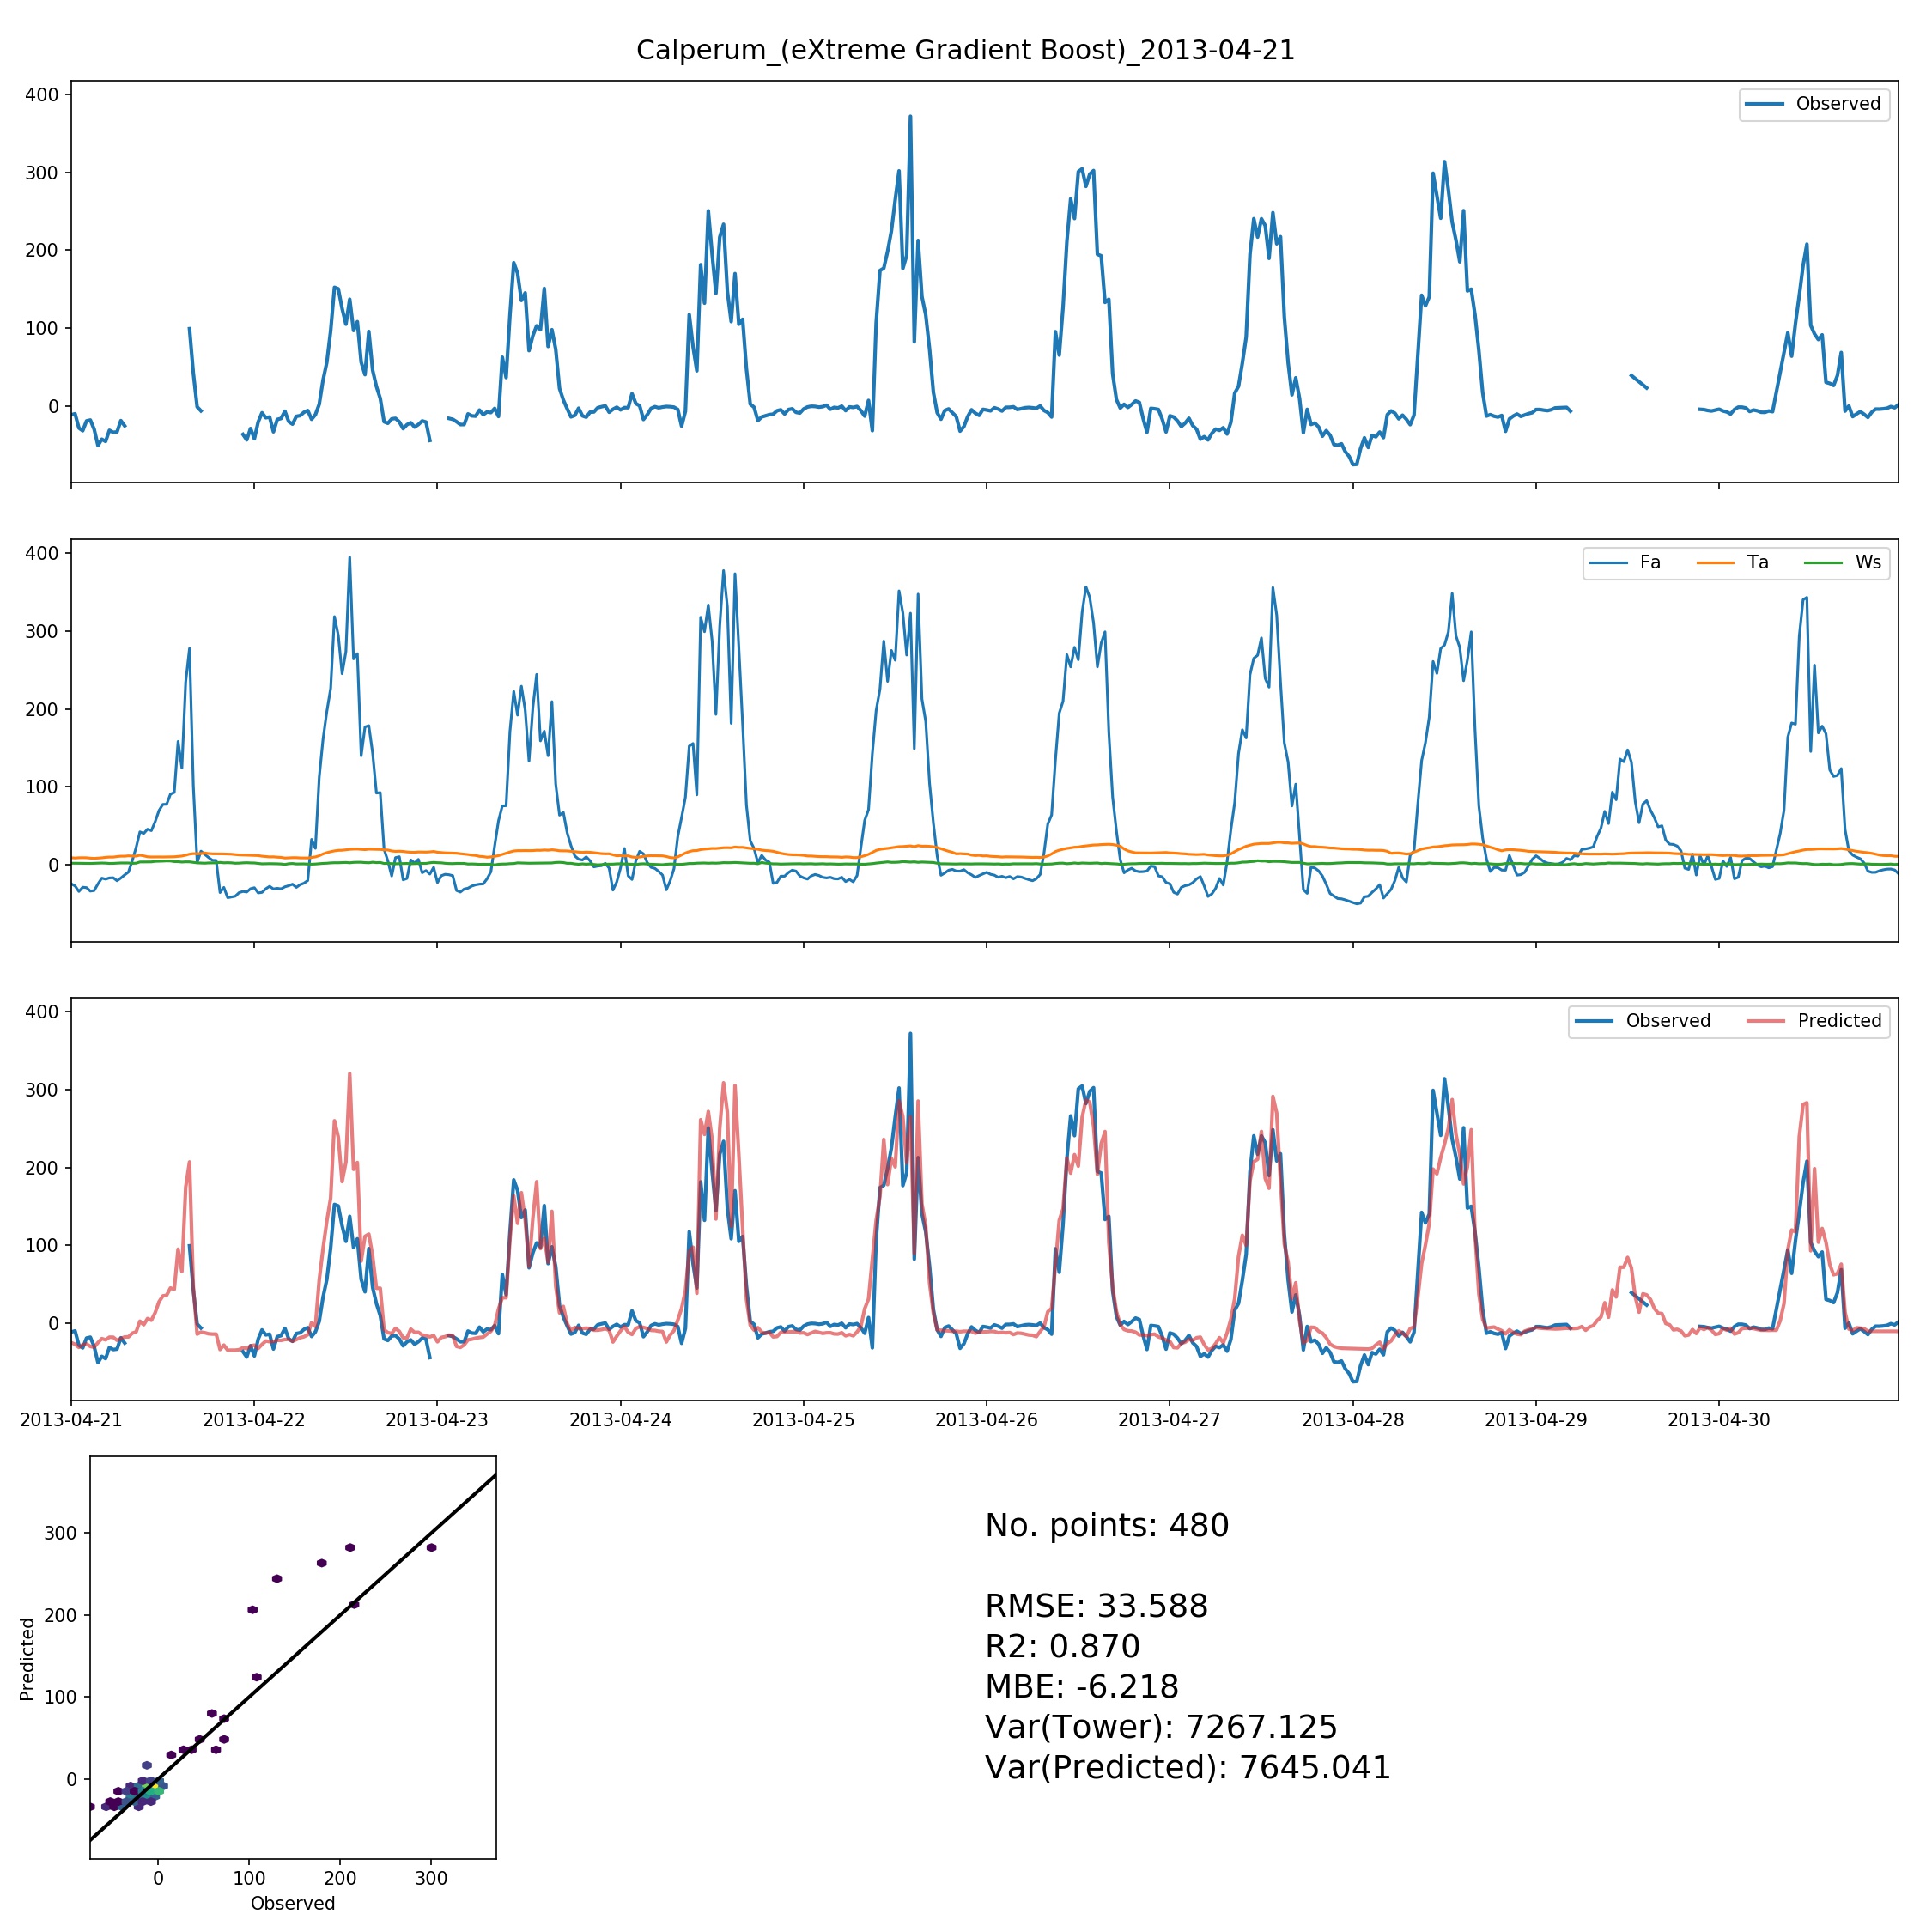 Calperum_(eXtreme Gradient Boost)_2013-04-21
400
300
200
100
0
Observed
400
300
200
100
0
Fa Ta Ws
400
300
200
100
0
Observed Predicted
2013-04-21 2013-04-22 2013-04-23 2013-04-24 2013-04-25 2013-04-26 2013-04-27 2013-04-28 2013-04-29 2013-04-30
Predicted
300
200
100
0
0 100 200 300
Observed
No. points: 480
RMSE: 33.588
R2: 0.870
MBE: -6.218
Var(Tower): 7267.125
Var(Predicted): 7645.041